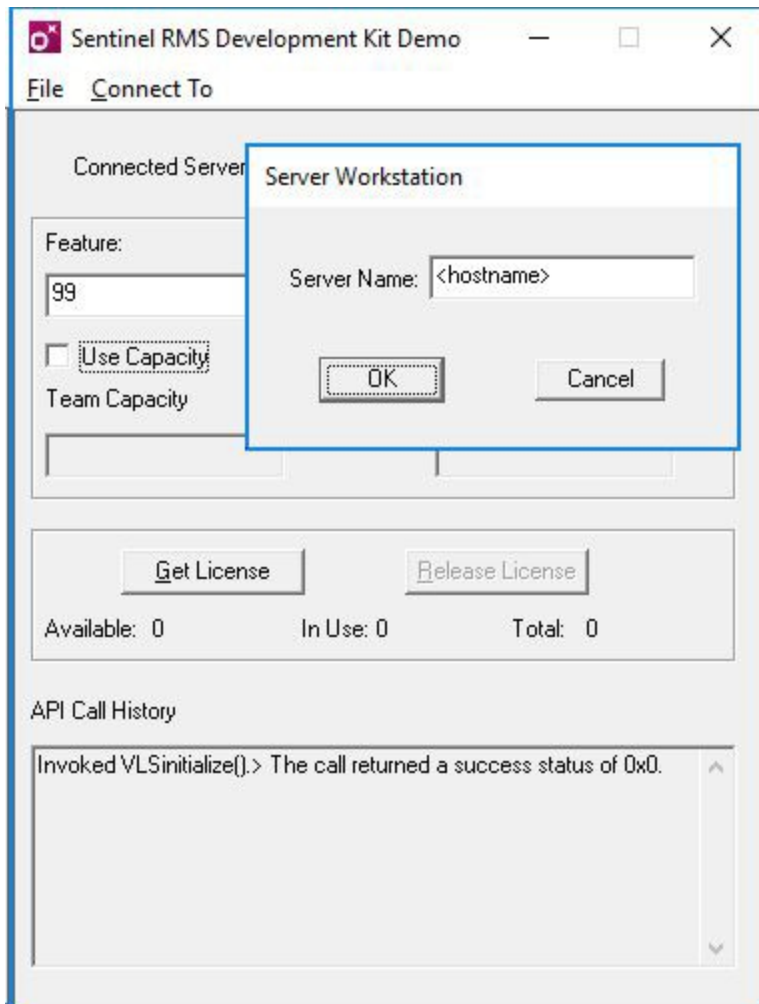 Sentinel RMS Development Kit Demo
File Connect To
Connected Server
Server Workstation
Server Name: <hostname>
OK Cancel
Feature:
99
Use Capacity
Team Capacity
Get License Release License
Available: 0 In Use: 0 Total: 0
API Call History
Invoked VLSinitialize().> The call returned a success status of 0x0.